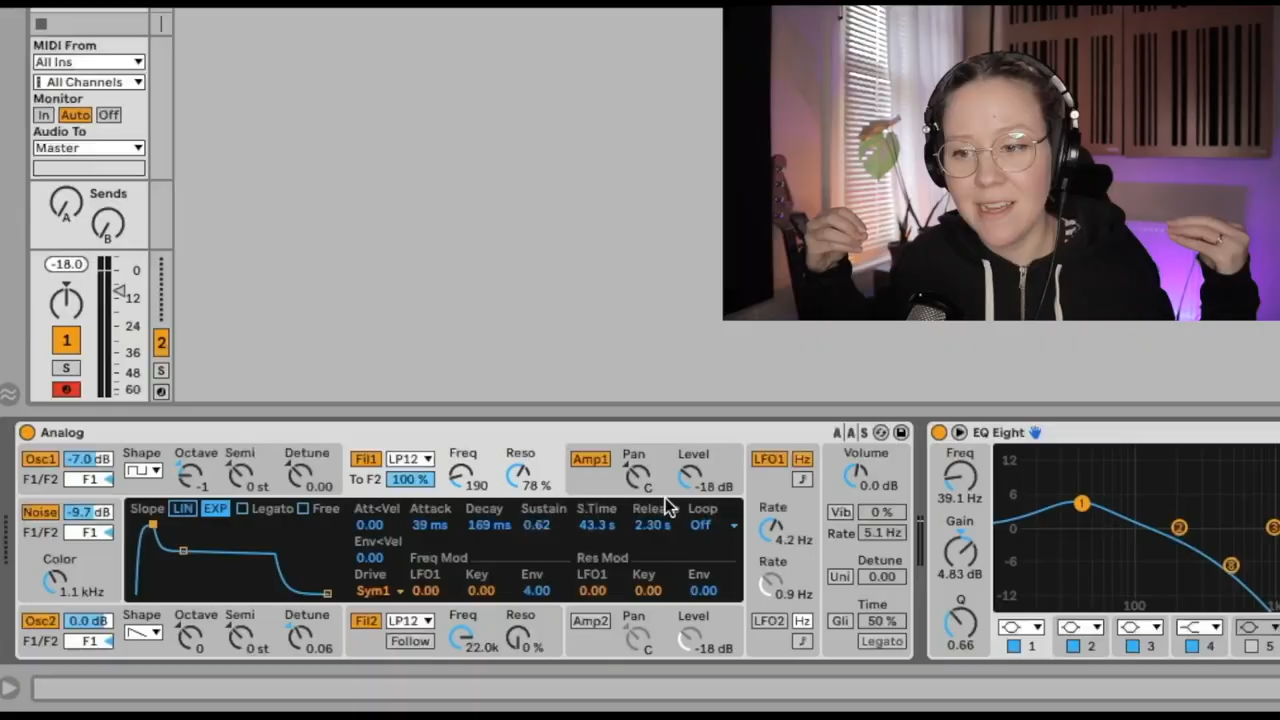 MIDI From
All Ins
All Channels
Monitor
In Auto Off
Audio To
Master
Sends
A
B
-18.0
0
12
24
36
48
60
1
S
2
S
Analog
Osc1 -7.0 dB
F1/F2 F1
Shape
Octave
-1
Semi
0 st
Detune
0.00
Fil1 LP12
To F2 100 %
Freq
190
Reso
78 %
Amp1
Pan
C
Level
-18 dB
LFO1 Hz
Volume
0.0 dB
Noise -9.7 dB
F1/F2 F1
Color
1.1 kHz
Slope LIN EXP Legato Free
Att<Vel Attack Decay Sustain S.Time Loop
0.00 39 ms 169 ms 0.62 43.3 s 2.30 s Off
Env<Vel
0.00 Freq Mod Res Mod
Drive LFO1 Key Env LFO1 Key Env
Sym1 0.00 0.00 4.00 0.00 0.00 0.00
Rate
4.2 Hz
Rate
0.9 Hz
Vib 0 %
Rate 5.1 Hz
Detune
Uni 0.00
Time
Gli 50 %
Legato
Osc2 0.0 dB
F1/F2 F1
Shape
Octave
0
Semi
0 st
Detune
0.06
Fil2 LP12
Follow
Freq
22.0k
Reso
0 %
Amp2
Pan
C
Level
-18 dB
LFO2 Hz
EQ Eight
Freq
39.1 Hz
Gain
4.83 dB
Q
0.66
12
6
0
-6
-12
1
2
3
100
1
2
3
4
5